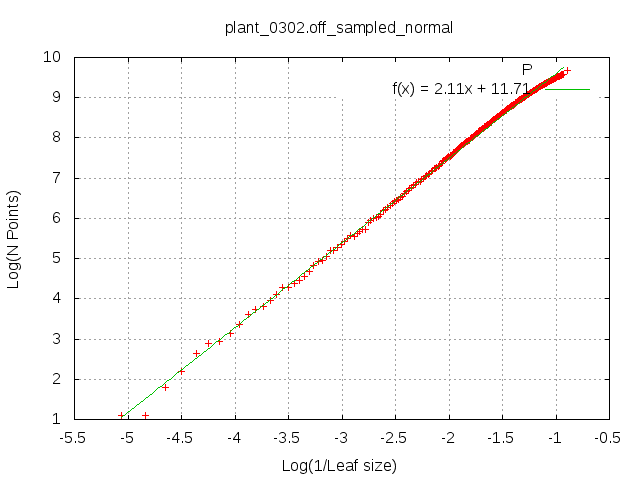 plant_0302.off_sampled_normal
10
9
8
7
6
5
4
3
2
1
Log(N Points)
P
f(x) = 2.11x + 11.71
-5.5 -5 -4.5 -4 -3.5 -3 -2.5 -2 -1.5 -1 -0.5
Log(1/Leaf size)